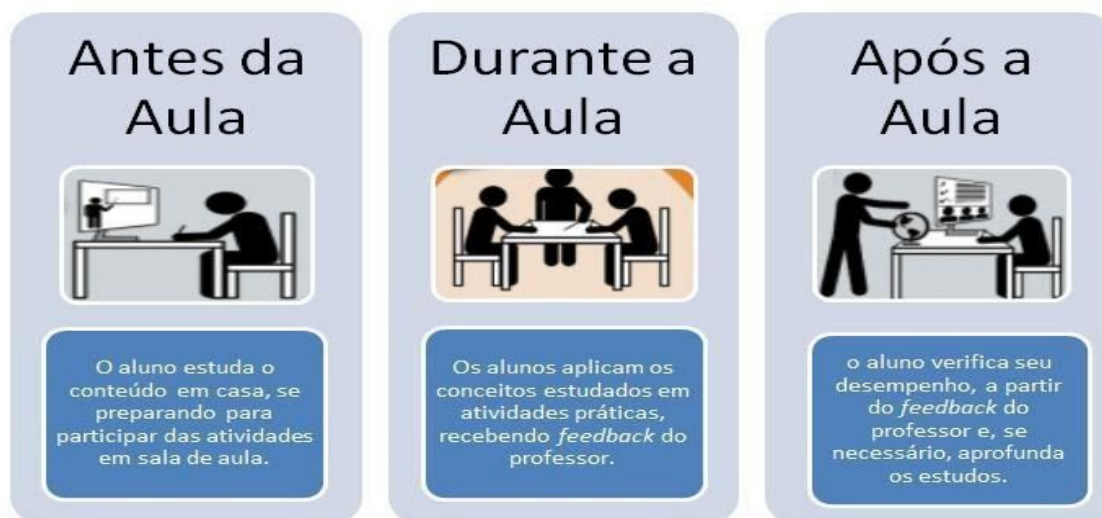 Antes da
Aula
O aluno estuda o
conteúdo em casa, se
preparando para
participar das atividades
em sala de aula.
Durante a
Aula
Os alunos aplicam os
conceitos estudados em
atividades práticas,
recebendo feedback do
professor.
Após a
Aula
o aluno verifica seu
desempenho, a partir
do feedback do
professor e, se
necessário, aprofunda
os estudos.